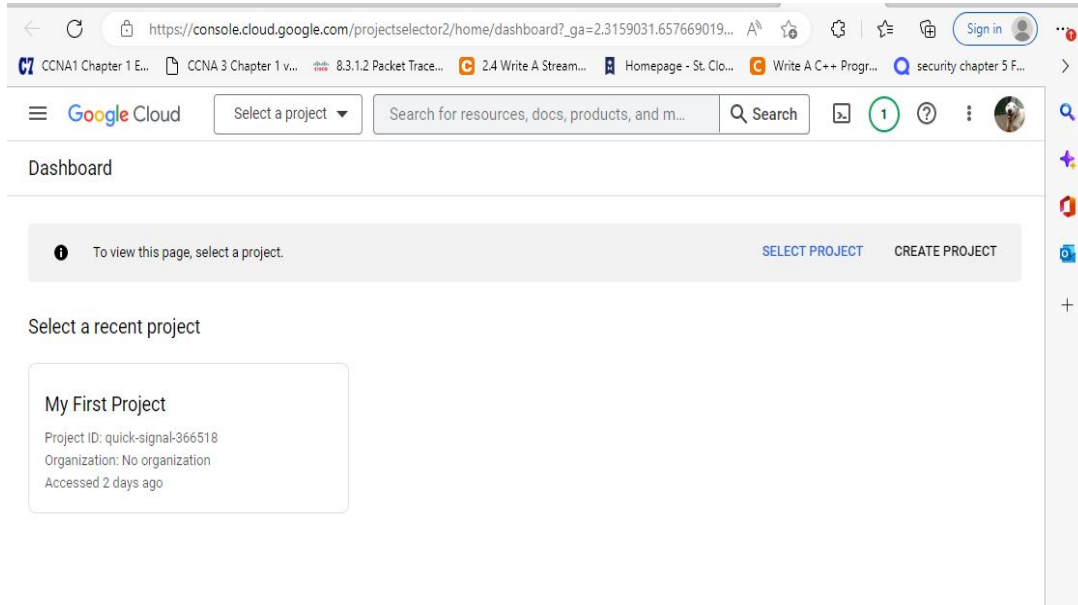 https://console.cloud.google.com/projectselector2/home/dashboard?_ga=2.3159031.657669019... A Sign in
C7 CCNA1 Chapter 1 E... CCNA 3 Chapter 1 v... 8.3.1.2 Packet Trace... 2.4 Write A Stream... Homepage - St. Clo... Write A C++ Progr... security chapter 5 F...
Google Cloud Select a project Search for resources, docs, products, and m... Search 1
Dashboard
To view this page, select a project. SELECT PROJECT CREATE PROJECT
Select a recent project
My First Project
Project ID: quick-signal-366518
Organization: No organization
Accessed 2 days ago